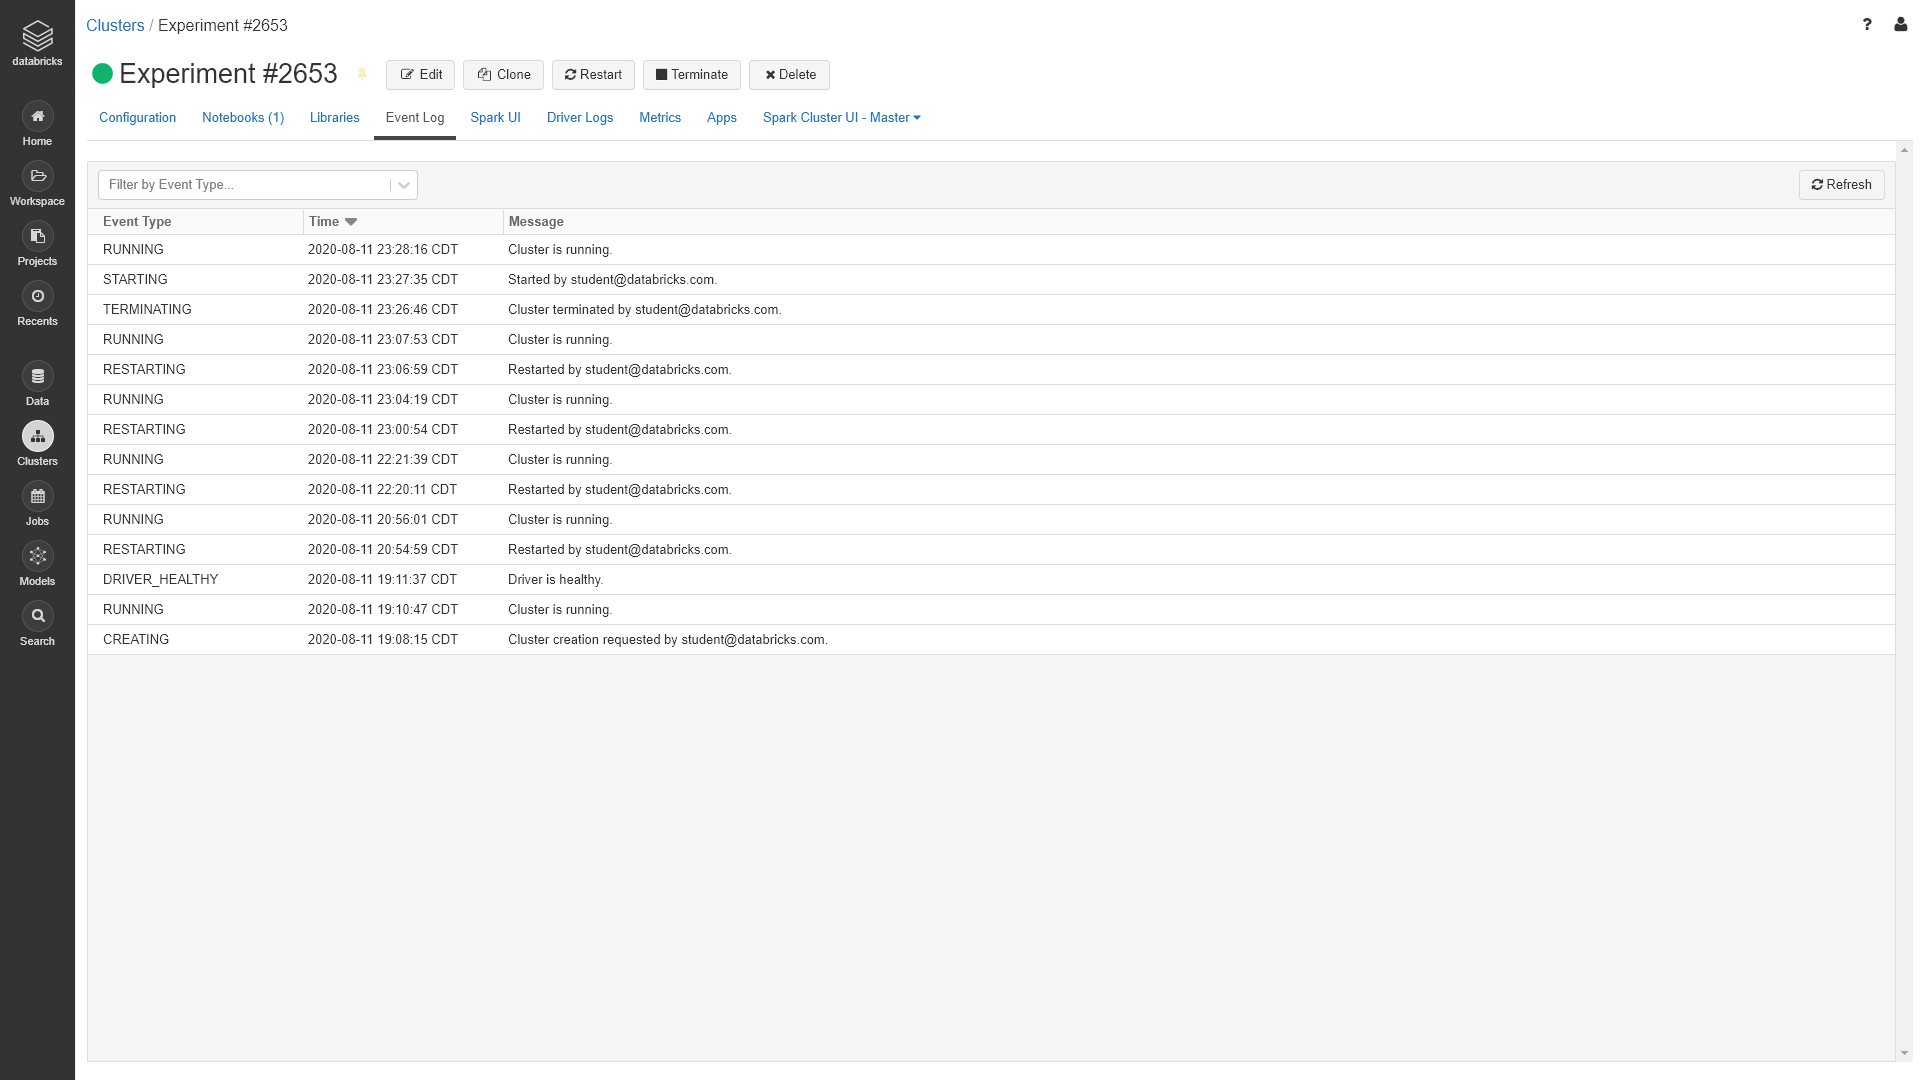 databricks
Home
Workspace
Projects
Recents
Data
Clusters
Jobs
Models
Search
Clusters / Experiment #2653
?
Experiment #2653 Edit Clone Restart Terminate Delete
Configuration Notebooks (1) Libraries Event Log Spark UI Driver Logs Metrics Apps Spark Cluster UI - Master
Filter by Event Type... Refresh
Event Type Time Message
RUNNING 2020-08-11 23:28:16 CDT Cluster is running.
STARTING 2020-08-11 23:27:35 CDT Started by student@databricks.com.
TERMINATING 2020-08-11 23:26:46 CDT Cluster terminated by student@databricks.com.
RUNNING 2020-08-11 23:07:53 CDT Cluster is running.
RESTARTING 2020-08-11 23:06:59 CDT Restarted by student@databricks.com.
RUNNING 2020-08-11 23:04:19 CDT Cluster is running.
RESTARTING 2020-08-11 23:00:54 CDT Restarted by student@databricks.com.
RUNNING 2020-08-11 22:21:39 CDT Cluster is running.
RESTARTING 2020-08-11 22:20:11 CDT Restarted by student@databricks.com.
RUNNING 2020-08-11 20:56:01 CDT Cluster is running.
RESTARTING 2020-08-11 20:54:59 CDT Restarted by student@databricks.com.
DRIVER_HEALTHY 2020-08-11 19:11:37 CDT Driver is healthy.
RUNNING 2020-08-11 19:10:47 CDT Cluster is running.
CREATING 2020-08-11 19:08:15 CDT Cluster creation requested by student@databricks.com.